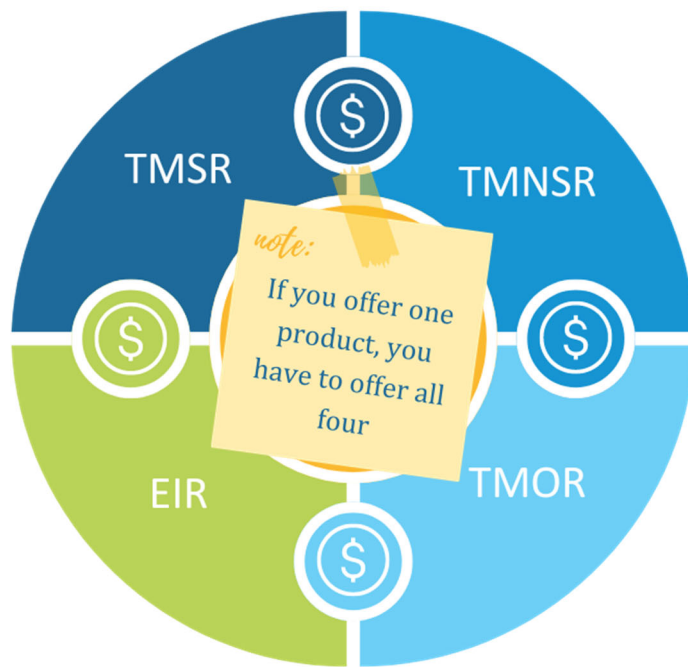 $
TMSR
TMNSR
note:
If you offer one
product, you
have to offer all
four
$
$
EIR
TMOR
$